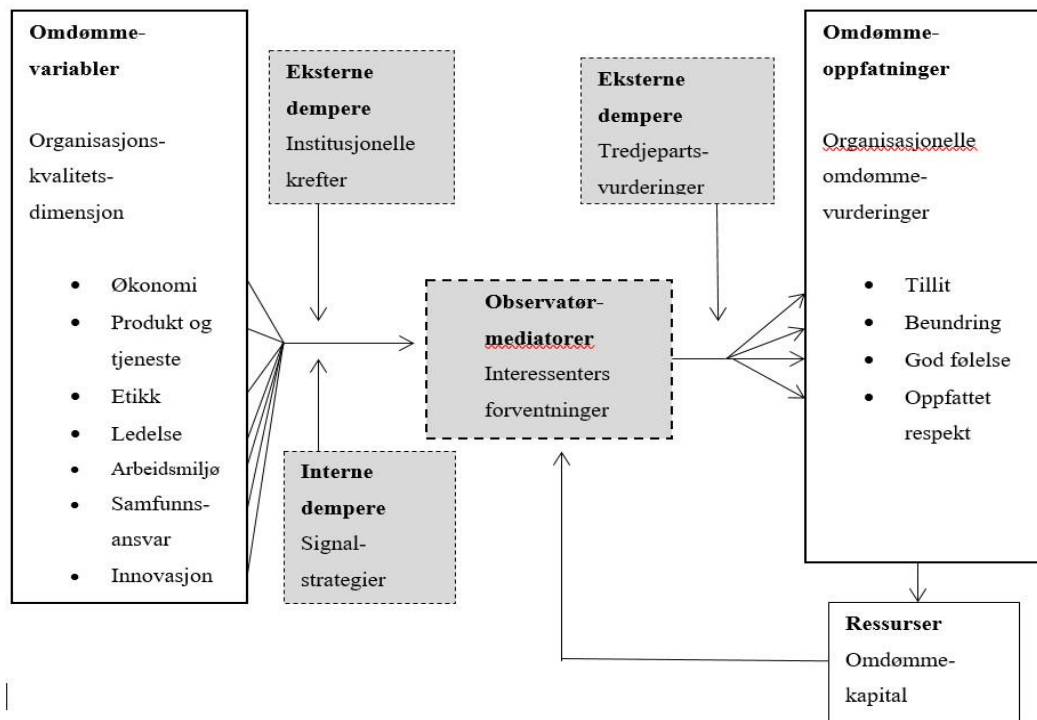 Omdømme-
variabler
Organisasjons-
kvalitets-
dimensjon
Økonomi
Produkt og
tjeneste
Etikk
Ledelse
Arbeidsmiljø
Samfunns-
ansvar
Innovasjon
Eksterne
dempere
Institusjonelle
krefter
Interne
dempere
Signal-
strategier
Observatør-
mediatorer
Interessenters
forventninger
Eksterne
dempere
Tredjeparts-
vurderinger
Omdømme-
oppfatninger
Organisasjonelle
omdømme-
vurderinger
Tillit
Beundring
God følelse
Oppfattet
respekt
Ressurser
Omdømme-
kapital